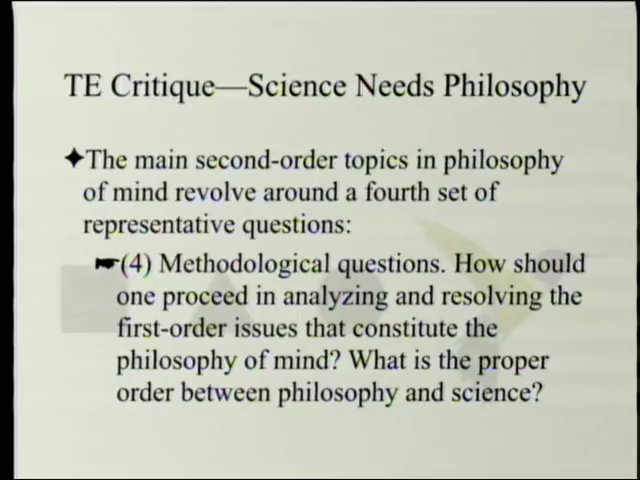 TE Critique—Science Needs Philosophy
✦The main second-order topics in philosophy
of mind revolve around a fourth set of
representative questions:
☛(4) Methodological questions. How should
one proceed in analyzing and resolving the
first-order issues that constitute the
philosophy of mind? What is the proper
order between philosophy and science?